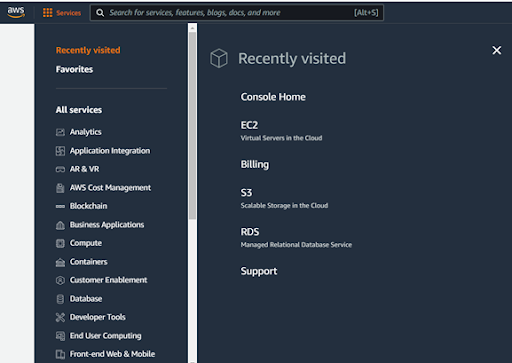 aws
Services
Search for services, features, blogs, docs, and more
[Alt+S]
Recently visited
Favorites
All services
Analytics
Application Integration
AR & VR
AWS Cost Management
Blockchain
Business Applications
Compute
Containers
Customer Enablement
Database
Developer Tools
End User Computing
Front-end Web & Mobile
Recently visited
Console Home
EC2
Virtual Servers in the Cloud
Billing
S3
Scalable Storage in the Cloud
RDS
Managed Relational Database Service
Support